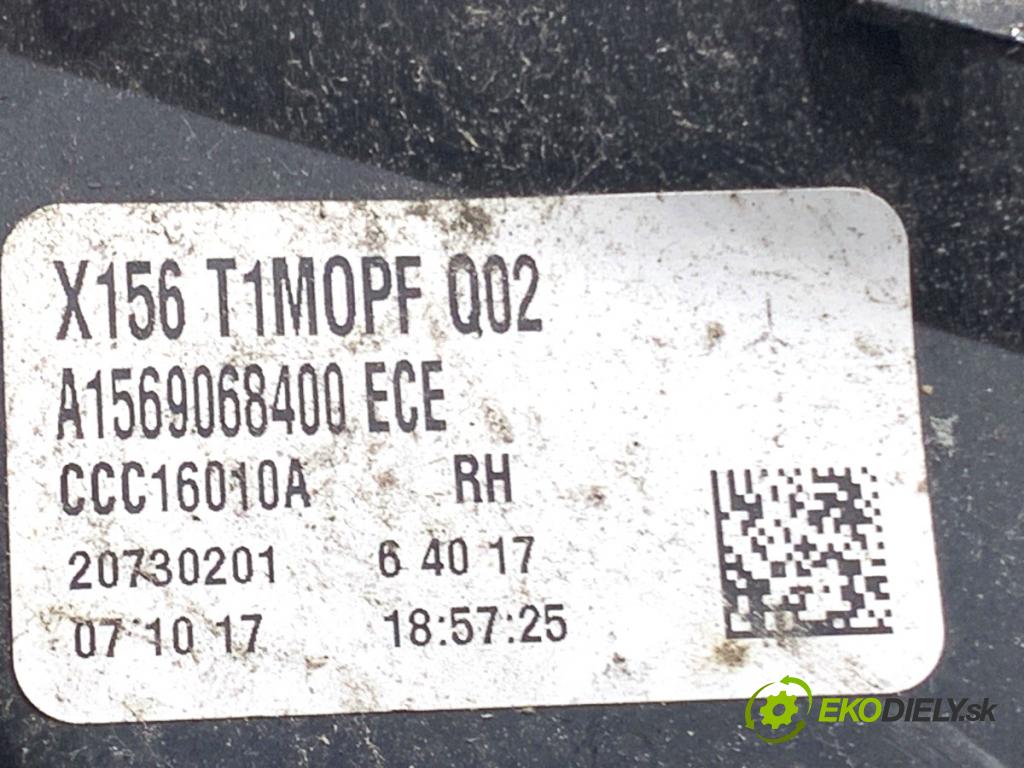 X156 T1MOPF Q02
A1569068400 ECE
CCC16010A RH
20730201 6 40 17
07 10 17 18:57:25
EKODIELY.sk